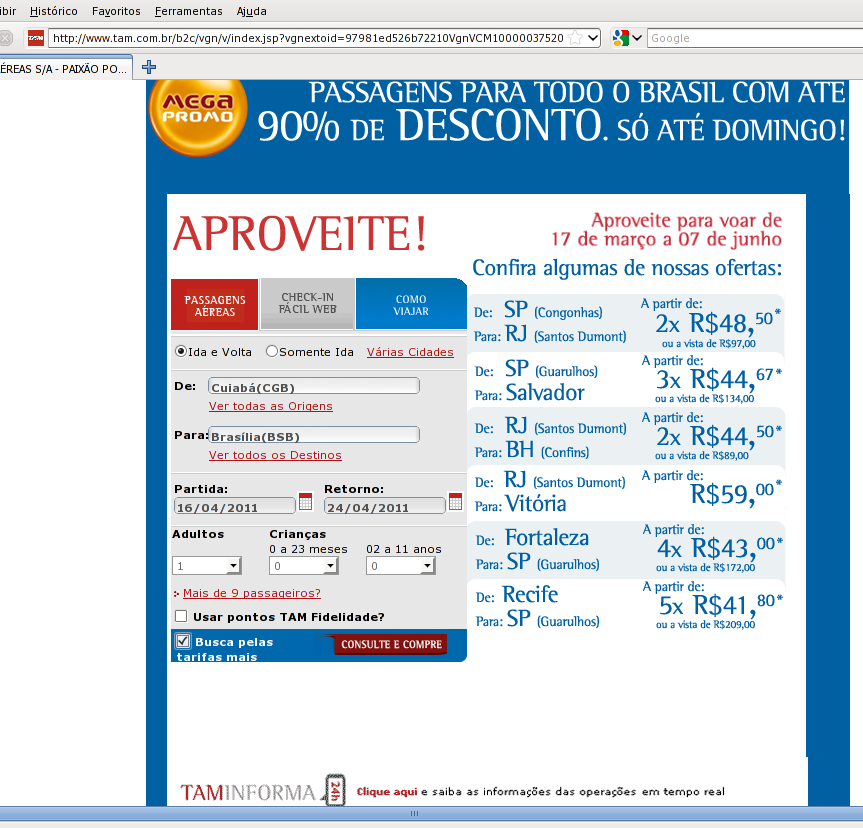 ibir Histórico Favoritos Ferramentas Ajuda
TAM http://www.tam.com.br/b2c/vgn/v/index.jsp?vgnextoid=97981ed526b72210VgnVCM10000037520 Google
ÉREAS S/A - PAIXÃO PO...
MEGA PROMO
PASSAGENS PARA TODO O BRASIL COM ATÉ
90% DE DESCONTO. SÓ ATÉ DOMINGO!
APROVEITE!
Aproveite para voar de
17 de março a 07 de junho
Confira algumas de nossas ofertas:
PASSAGENS AÉREAS
CHECK-IN FÁCIL WEB
COMO VIAJAR
Ida e Volta Somente Ida Várias Cidades
De: Cuiabá(CGB)
Ver todas as Origens
Para: Brasília(BSB)
Ver todos os Destinos
Partida: Retorno:
16/04/2011 24/04/2011
Adultos Crianças
0 a 23 meses 02 a 11 anos
1 0 0
> Mais de 9 passageiros?
Usar pontos TAM Fidelidade?
Busca pelas
tarifas mais
CONSULTE E COMPRE
De: SP (Congonhas) A partir de:
Para: RJ (Santos Dumont) 2x R$48,50*
ou a vista de R$97,00
De: SP (Guarulhos) A partir de:
Para: Salvador 3x R$44,67*
ou a vista de R$134,00
De: RJ (Santos Dumont) A partir de:
Para: BH (Confins) 2x R$44,50*
ou a vista de R$89,00
De: RJ (Santos Dumont) A partir de:
Para: Vitória R$59,00*
De: Fortaleza A partir de:
Para: SP (Guarulhos) 4x R$43,00*
ou a vista de R$172,00
De: Recife A partir de:
Para: SP (Guarulhos) 5x R$41,80*
ou a vista de R$209,00
TAMINFORMA 24h Clique aqui e saiba as informações das operações em tempo real